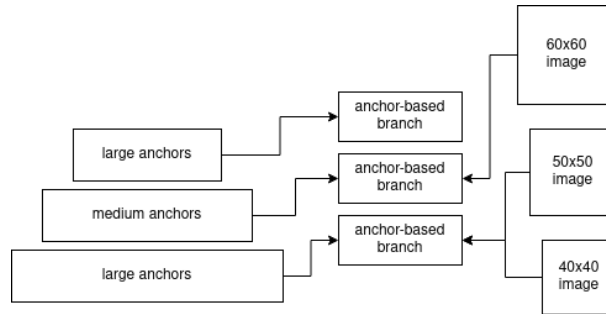 60x60
image
anchor-based
branch
large anchors
anchor-based
branch
50x50
image
medium anchors
anchor-based
branch
large anchors
40x40
image